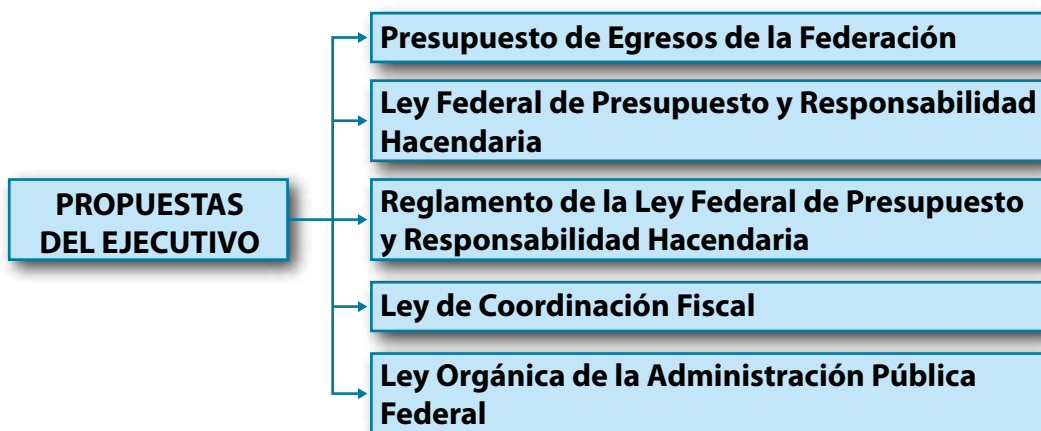 PROPUESTAS
DEL EJECUTIVO
Presupuesto de Egresos de la Federación
Ley Federal de Presupuesto y Responsabilidad
Hacendaria
Reglamento de la Ley Federal de Presupuesto
y Responsabilidad Hacendaria
Ley de Coordinación Fiscal
Ley Orgánica de la Administración Pública
Federal